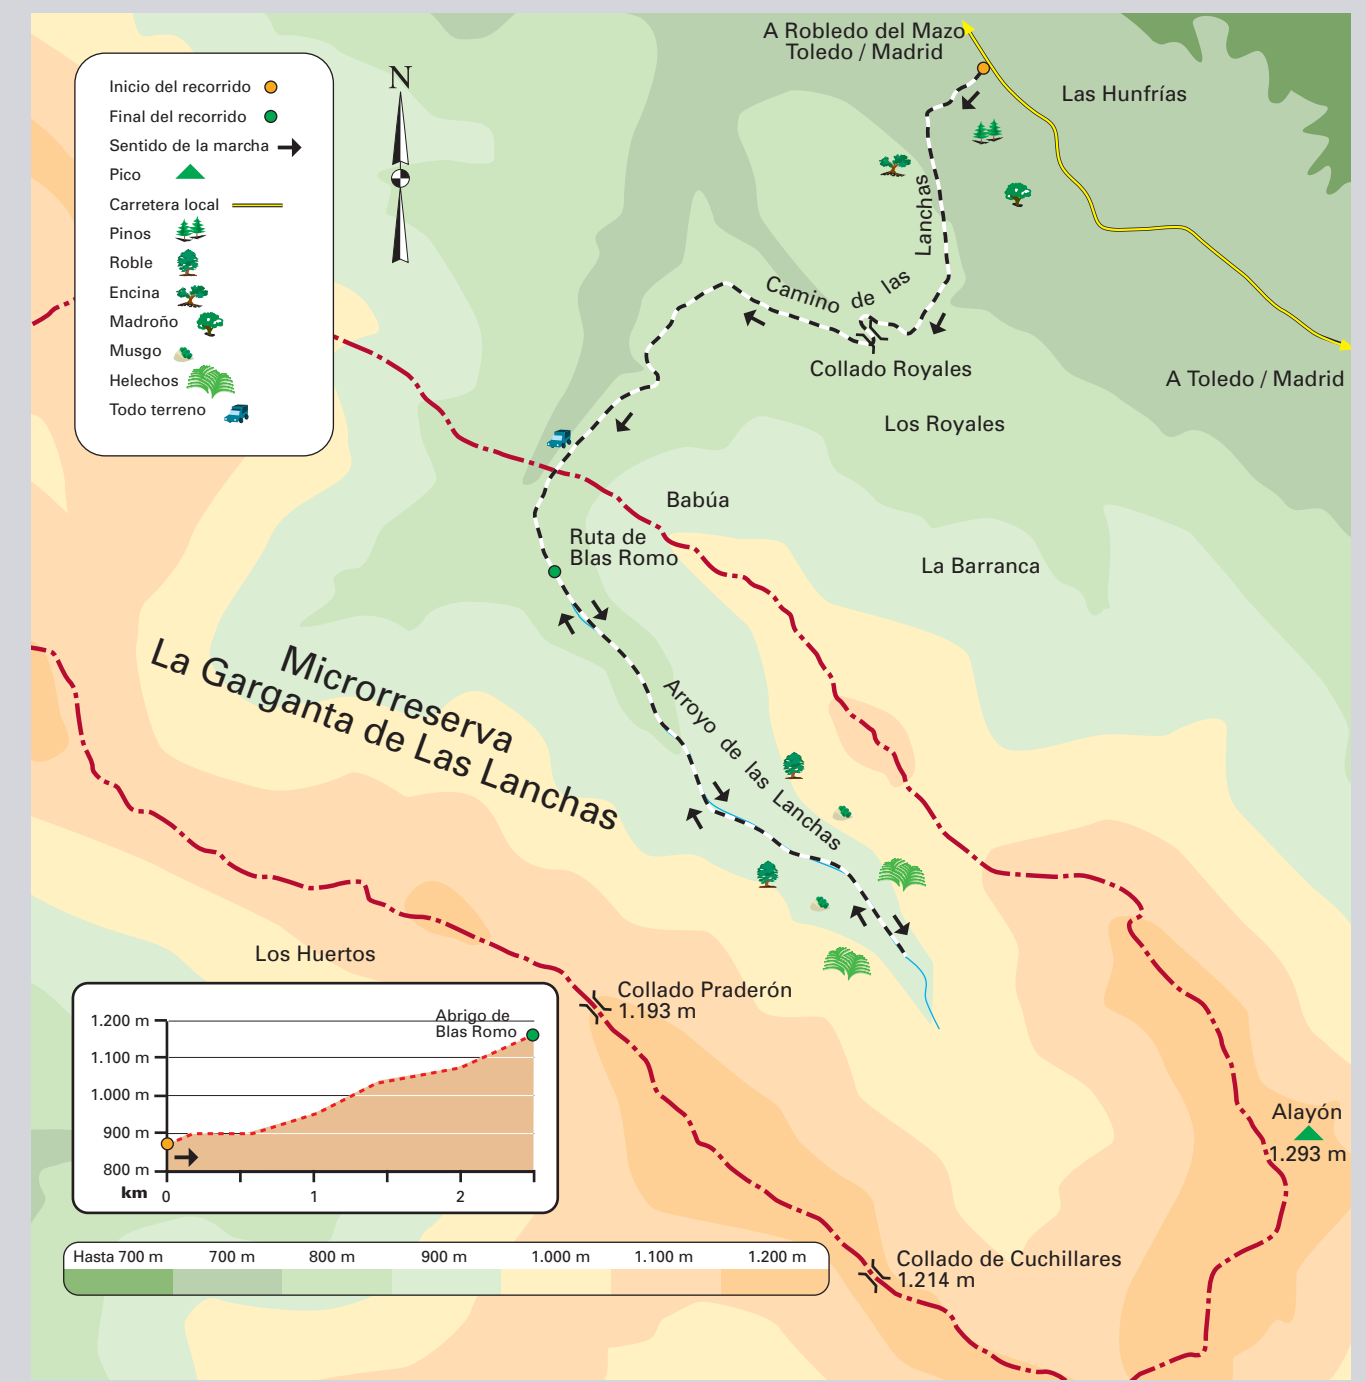 A Robledo del Mazo
Toledo / Madrid
Las Hunfrías
Inicio del recorrido
Final del recorrido
Sentido de la marcha
Pico
Carretera local
Pinos
Roble
Encina
Madroño
Musgo
Helechos
Todo terreno
N
Camino de las Lanchas
Collado Royales
A Toledo / Madrid
Los Royales
Babúa
Ruta de
Blas Romo
La Barranca
Microrreserva
La Garganta de Las Lanchas
Arroyo de las Lanchas
Los Huertos
Collado Praderón
1.193 m
Abrigo de
Blas Romo
1.200 m
1.100 m
1.000 m
900 m
800 m
km 0 1 2
Alayón
1.293 m
Collado de Cuchillares
1.214 m
Hasta 700 m 700 m 800 m 900 m 1.000 m 1.100 m 1.200 m